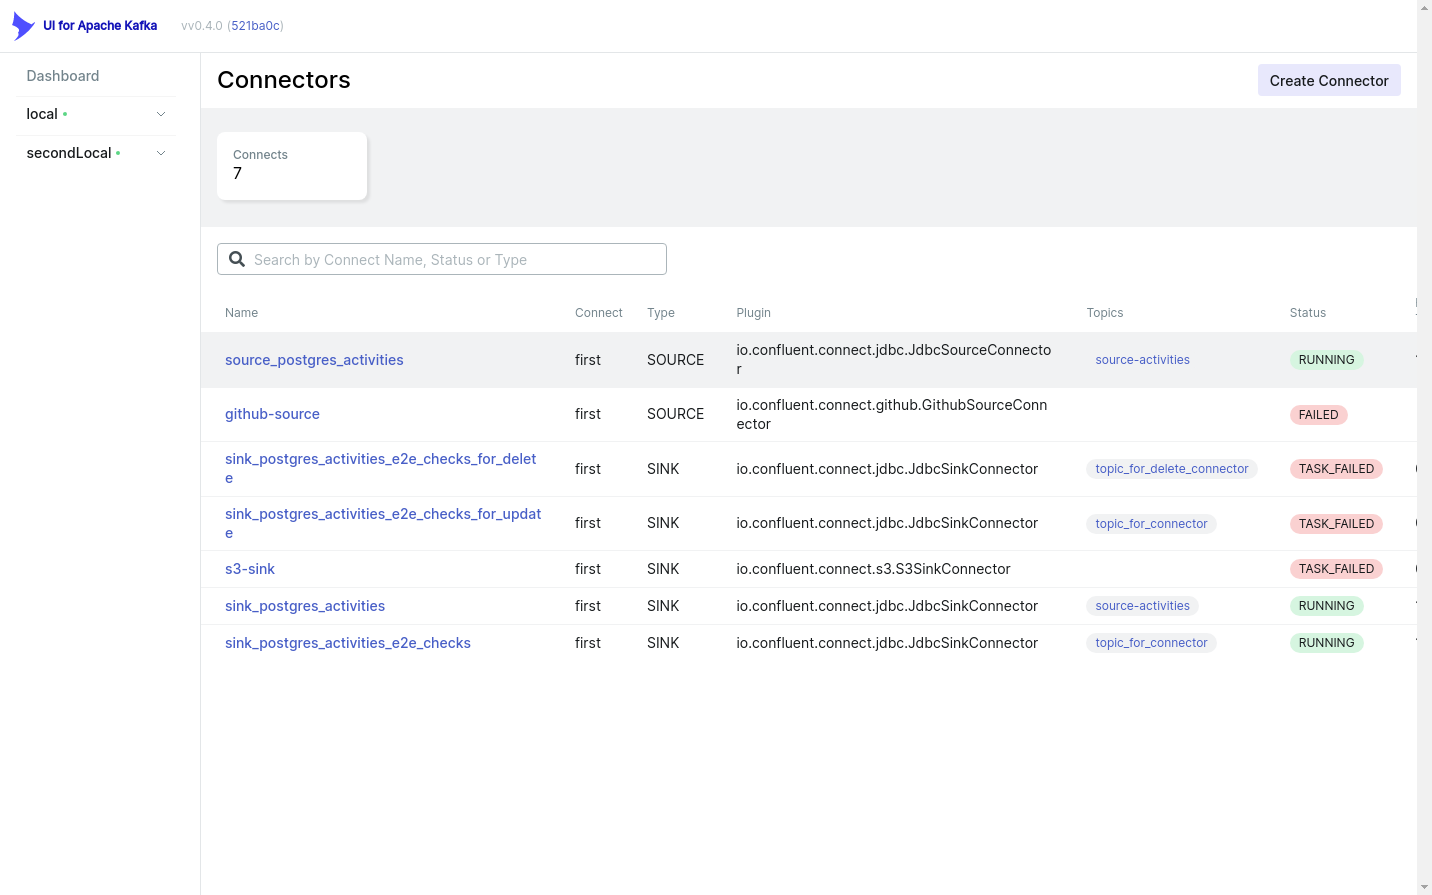 UI for Apache Kafka vv0.4.0 (521ba0c)
Dashboard
local
secondLocal
Connectors
Create Connector
Connects
7
Search by Connect Name, Status or Type
Name Connect Type Plugin Topics Status
source_postgres_activities first SOURCE io.confluent.connect.jdbc.JdbcSourceConnecto
r
source-activities RUNNING
github-source first SOURCE io.confluent.connect.github.GithubSourceConn
ector
FAILED
sink_postgres_activities_e2e_checks_for_delet
e
first SINK io.confluent.connect.jdbc.JdbcSinkConnector topic_for_delete_connector TASK_FAILED
sink_postgres_activities_e2e_checks_for_updat
e
first SINK io.confluent.connect.jdbc.JdbcSinkConnector topic_for_connector TASK_FAILED
s3-sink first SINK io.confluent.connect.s3.S3SinkConnector TASK_FAILED
sink_postgres_activities first SINK io.confluent.connect.jdbc.JdbcSinkConnector source-activities RUNNING
sink_postgres_activities_e2e_checks first SINK io.confluent.connect.jdbc.JdbcSinkConnector topic_for_connector RUNNING